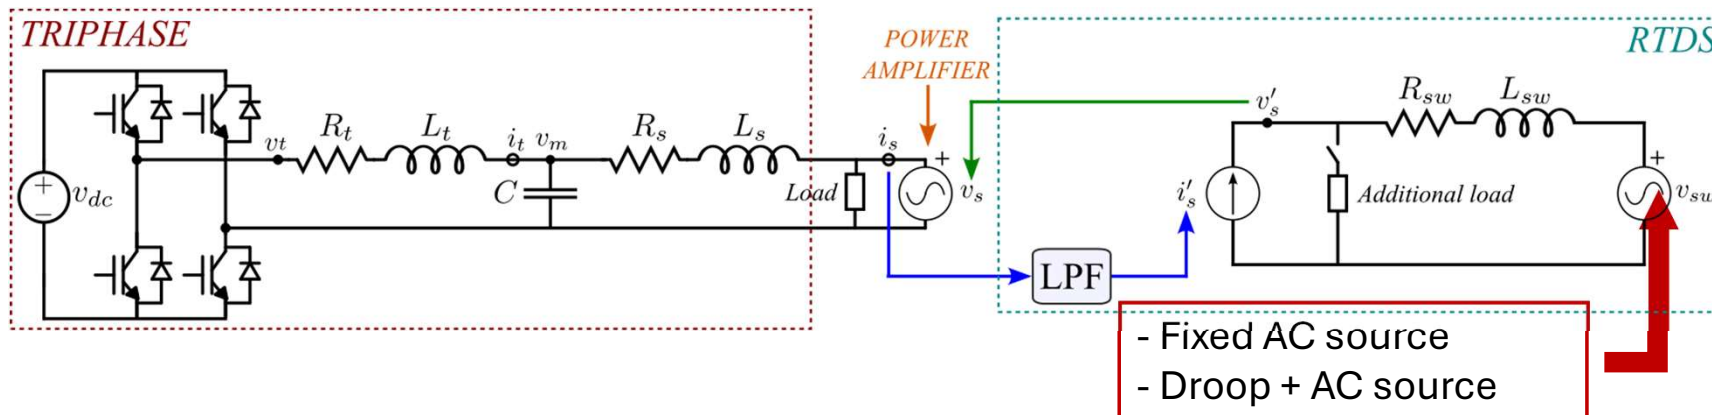 TRIPHASE
POWER
AMPLIFIER
RTDS
v_dc
vt
R_t
L_t
i_t
v_m
C
R_s
L_s
Load
i_s
+
v_s
LPF
v'_s
i'_s
R_sw
L_sw
Additional load
+
v_sw
- Fixed AC source
- Droop + AC source